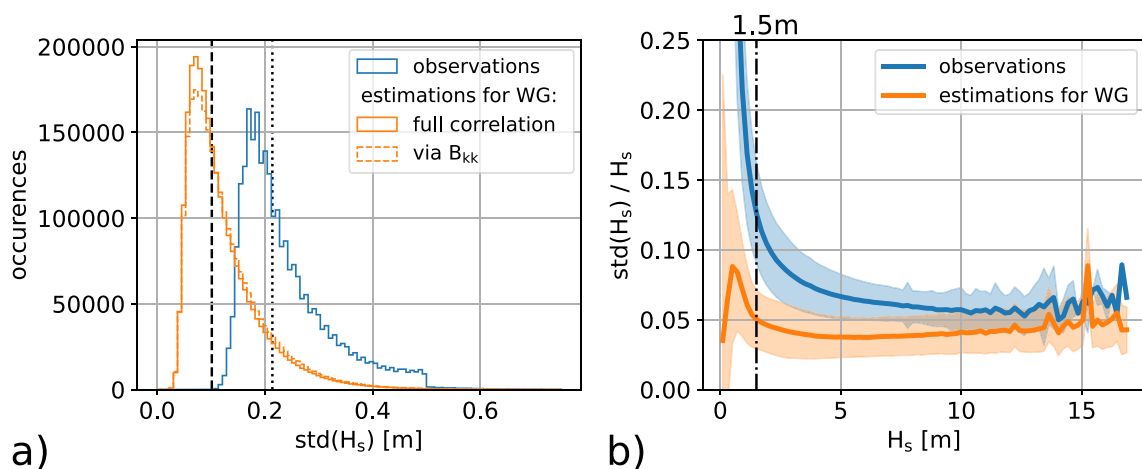 200000
150000
100000
50000
0
occurences
observations
estimations for WG:
full correlation
via B_kk
0.0 0.2 0.4 0.6
std(H_s) [m]
a)
1.5m
0.25
0.20
0.15
0.10
0.05
0.00
std(H_s) / H_s
observations
estimations for WG
0 5 10 15
H_s [m]
b)